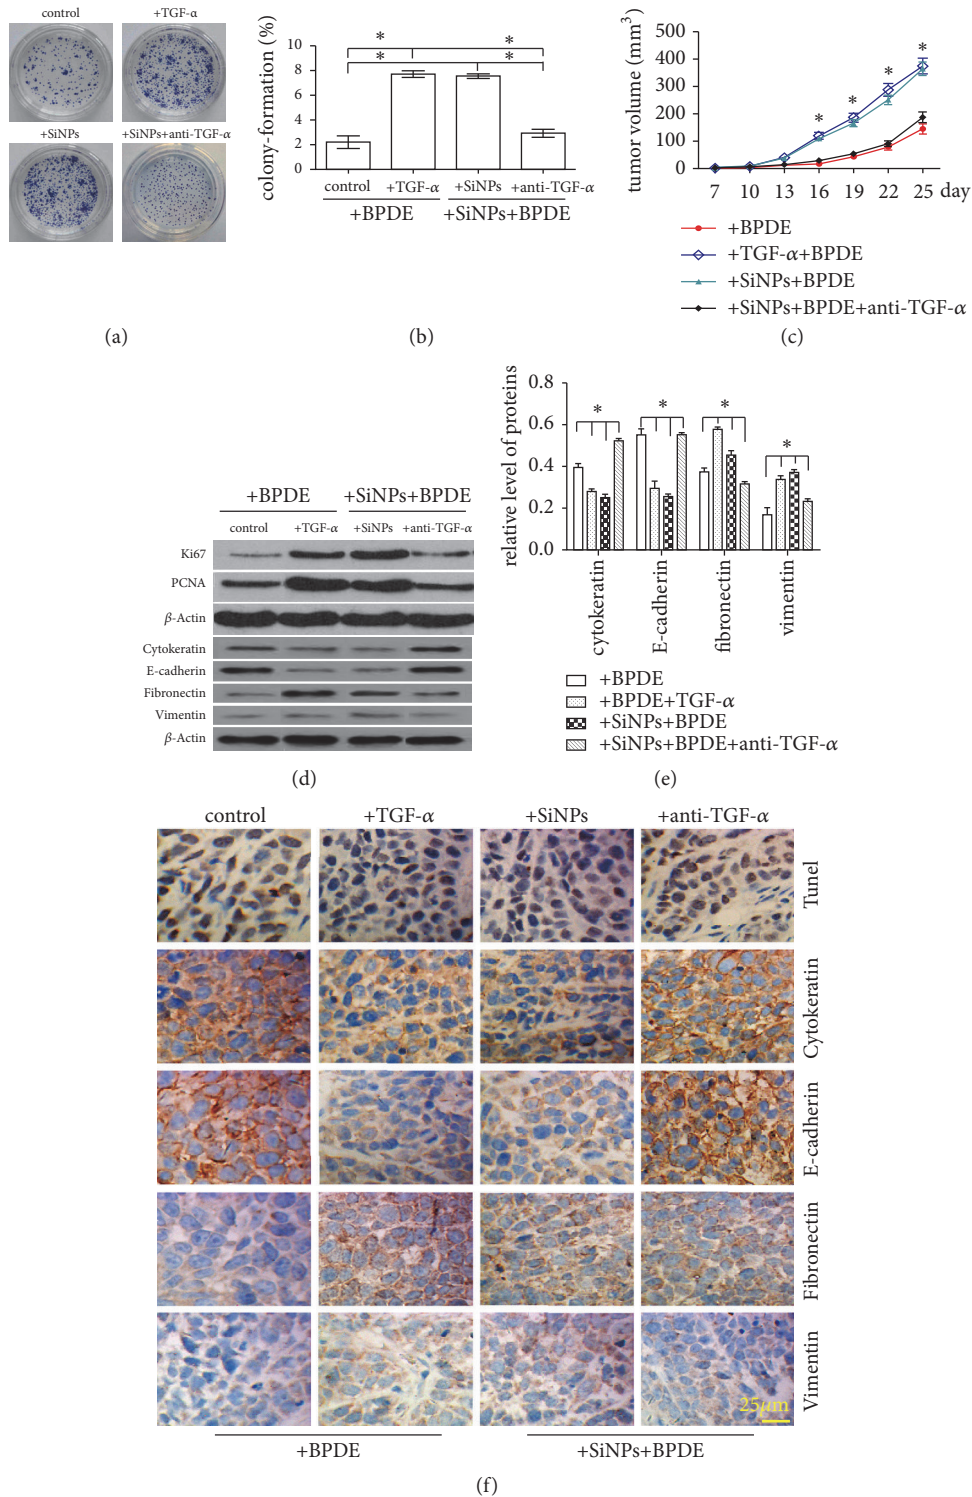 control
+TGF-α
+SiNPs
+SiNPs+anti-TGF-α
(a)
colony-formation (%)
10
8
6
4
2
0
* *
* *
control +TGF-α +SiNPs +anti-TGF-α
+BPDE +SiNPs+BPDE
(b)
tumor volume (mm³)
500
400
300
200
100
0
* * * *
7 10 13 16 19 22 25 day
+BPDE
+TGF-α+BPDE
+SiNPs+BPDE
+SiNPs+BPDE+anti-TGF-α
(c)
+BPDE +SiNPs+BPDE
control +TGF-α +SiNPs +anti-TGF-α
Ki67
PCNA
β-Actin
Cytokeratin
E-cadherin
Fibronectin
Vimentin
β-Actin
(d)
relative level of proteins
0.8
0.6
0.4
0.2
0.0
* * * *
cytokeratin
E-cadherin
fibronectin
vimentin
+BPDE
+BPDE+TGF-α
+SiNPs+BPDE
+SiNPs+BPDE+anti-TGF-α
(e)
control +TGF-α +SiNPs +anti-TGF-α
Tunel
Cytokeratin
E-cadherin
Fibronectin
Vimentin
25μm
+BPDE +SiNPs+BPDE
(f)